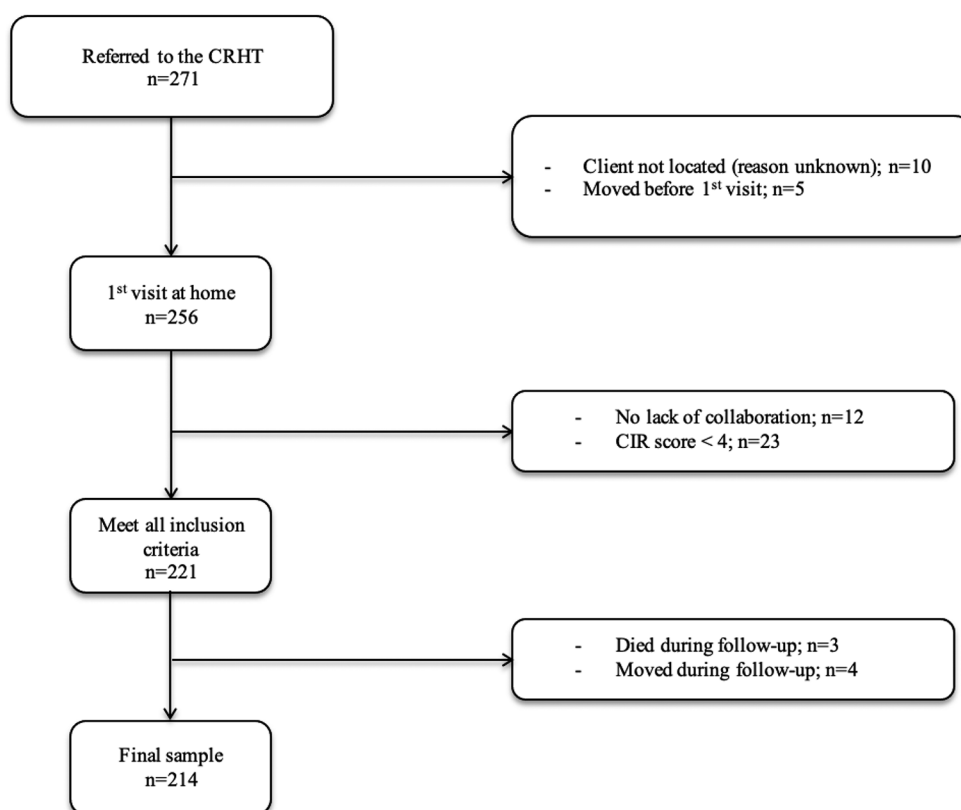 Referred to the CRHT
n=271
- Client not located (reason unknown); n=10
- Moved before 1st visit; n=5
1st visit at home
n=256
- No lack of collaboration; n=12
- CIR score < 4; n=23
Meet all inclusion
criteria
n=221
- Died during follow-up; n=3
- Moved during follow-up; n=4
Final sample
n=214